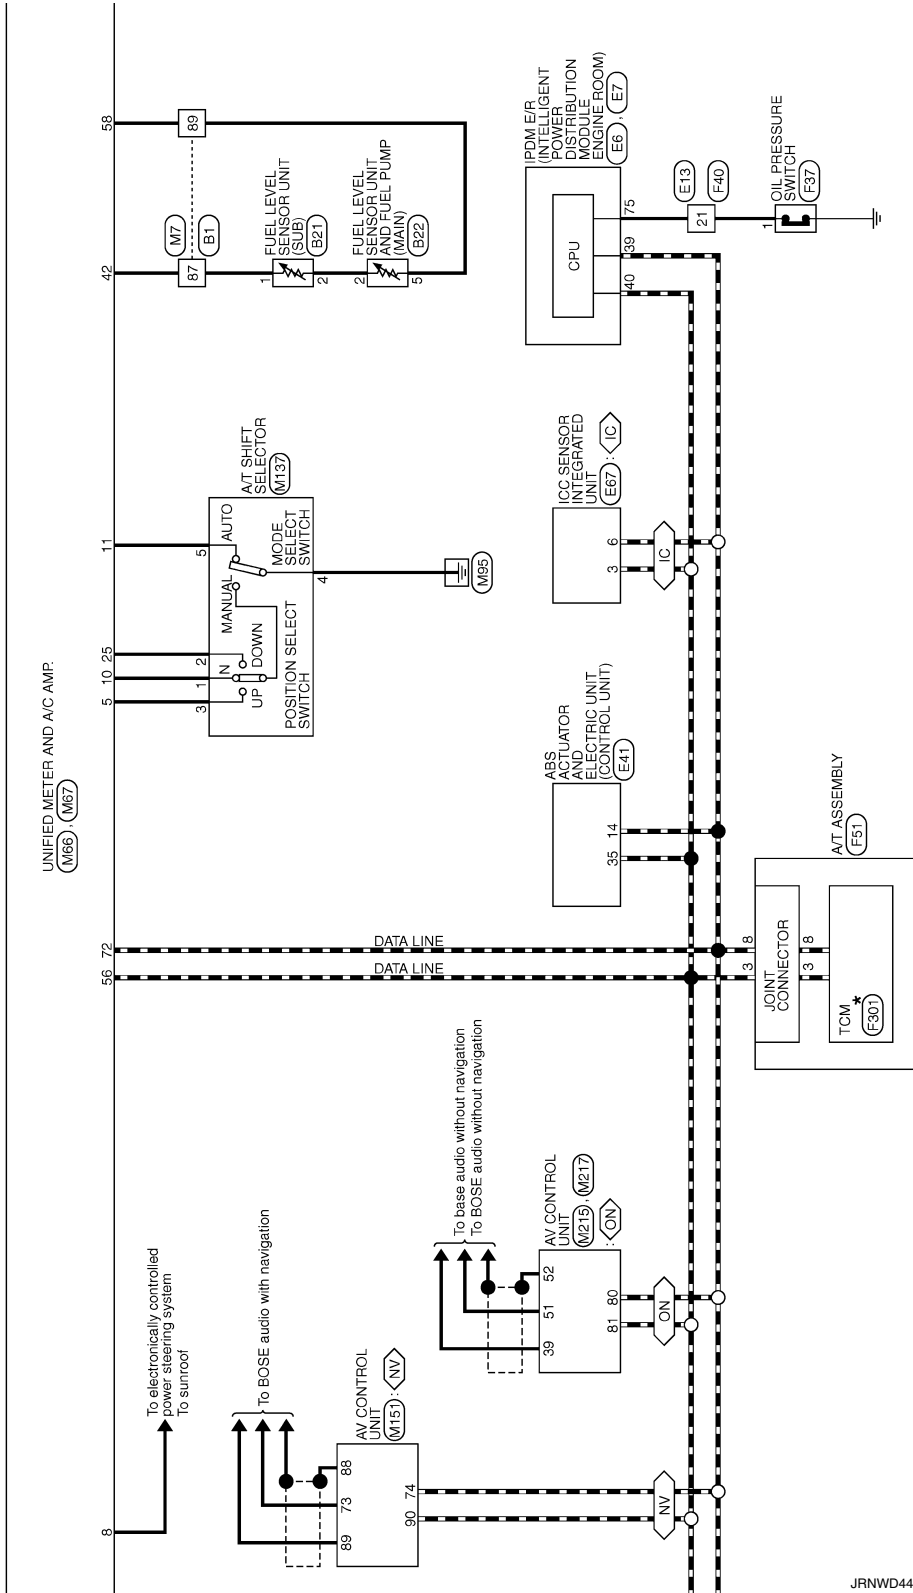 UNIFIED METER AND A/C AMP.
M66 , M67
8
56
72
5
10
25
11
42
58
To electronically controlled
power steering system
To sunroof
To BOSE audio with navigation
AV CONTROL
UNIT
M151 : NV
89
73
88
90
74
NV
To base audio without navigation
To BOSE audio without navigation
AV CONTROL
UNIT
M215 , M217
: ON
39
51
52
81
80
ON
DATA LINE
DATA LINE
3
8
JOINT
CONNECTOR
3
8
TCM
*
F301
A/T ASSEMBLY
F51
ABS
ACTUATOR
AND
ELECTRIC UNIT
(CONTROL UNIT)
E41
35
14
3
1
2
5
UP
N
DOWN
MANUAL
AUTO
POSITION SELECT
SWITCH
MODE
SELECT
SWITCH
4
A/T SHIFT
SELECTOR
M137
M95
ICC SENSOR
INTEGRATED
UNIT
E67 : IC
3
6
IC
87
89
M7
B1
1
2
FUEL LEVEL
SENSOR UNIT
(SUB)
B21
2
5
FUEL LEVEL
SENSOR UNIT
AND FUEL PUMP
(MAIN)
B22
IPDM E/R
(INTELLIGENT
POWER
DISTRIBUTION
MODULE
ENGINE ROOM)
E6 , E7
CPU
40
39
75
21
E13
F40
1
OIL PRESSURE
SWITCH
F37
JRNWD44